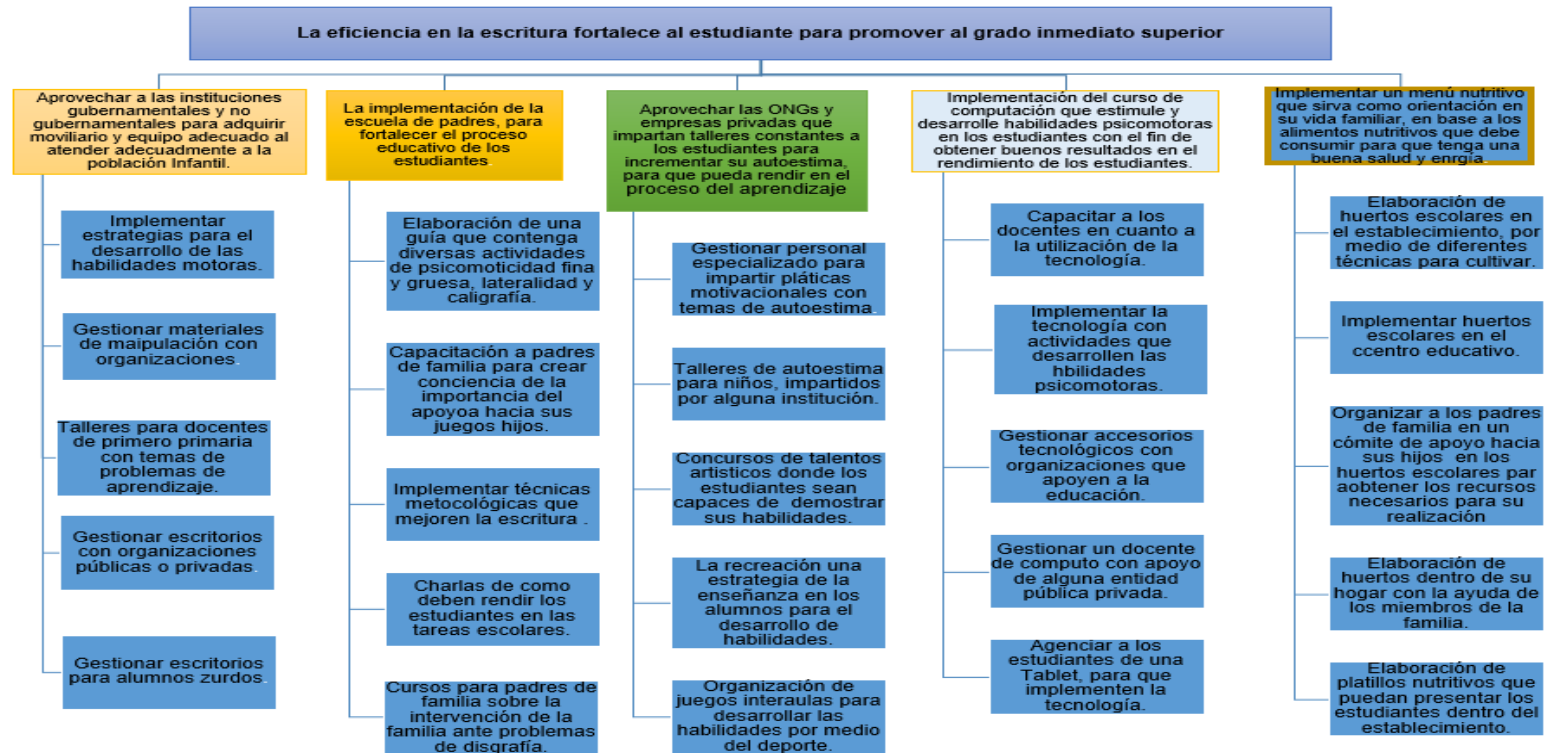 La eficiencia en la escritura fortalece al estudiante para promover al grado inmediato superior
Aprovechar a las instituciones
gubernamentales y no
gubernamentales para adquirir
moviliario y equipo adecuado al
atender adecuadmente a la
población Infantil.
Implementar
estrategias para el
desarrollo de las
habilidades motoras.
Gestionar materiales
de maipulación con
organizaciones.
Talleres para docentes
de primero primaria
con temas de
problemas de
aprendizaje.
Gestionar escritorios
con organizaciones
públicas o privadas.
Gestionar escritorios
para alumnos zurdos.
La implementación de la
escuela de padres, para
fortalecer el proceso
educativo de los
estudiantes.
Elaboración de una
guía que contenga
diversas actividades
de psicomoticidad fina
y gruesa, lateralidad y
caligrafía.
Capacitación a padres
de familia para crear
conciencia de la
importancia del
apoyoa hacia sus
juegos hijos.
Implementar técnicas
metocológicas que
mejoren la escritura .
Charlas de como
deben rendir los
estudiantes en las
tareas escolares.
Cursos para padres de
familia sobre la
intervención de la
familia ante problemas
de disgrafía.
Aprovechar las ONGs y
empresas privadas que
impartan talleres constantes a
los estudiantes para
incrementar su autoestima,
para que pueda rendir en el
proceso del aprendizaje
Gestionar personal
especializado para
impartir pláticas
motivacionales con
temas de autoestima.
Talleres de autoestima
para niños, impartidos
por alguna institución.
Concursos de talentos
artisticos donde los
estudiantes sean
capaces de demostrar
sus habilidades.
La recreación una
estrategia de la
enseñanza en los
alumnos para el
desarrollo de
habilidades.
Organización de
juegos interaulas para
desarrollar las
habilidades por medio
del deporte.
Implementación del curso de
computación que estimule y
desarrolle habilidades psicomotoras
en los estudiantes con el fin de
obtener buenos resultados en el
rendimiento de los estudiantes.
Capacitar a los
docentes en cuanto a
la utilización de la
tecnología.
Implementar la
tecnología con
actividades que
desarrollen las
hbilidades
psicomotoras.
Gestionar accesorios
tecnológicos con
organizaciones que
apoyen a la
educación.
Gestionar un docente
de computo con apoyo
de alguna entidad
pública privada.
Agenciar a los
estudiantes de una
Tablet, para que
implementen la
tecnología.
Implementar un menú nutritivo
que sirva como orientación en
su vida familiar, en base a los
alimentos nutritivos que debe
consumir para que tenga una
buena salud y enrgía.
Elaboración de
huertos escolares en
el establecimiento, por
medio de diferentes
técnicas para cultivar.
Implementar huertos
escolares en el
ccentro educativo.
Organizar a los padres
de familia en un
cómite de apoyo hacia
sus hijos en los
huertos escolares par
aobtener los recursos
necesarios para su
realización
Elaboración de
huertos dentro de su
hogar con la ayuda de
los miembros de la
familia.
Elaboración de
platillos nutritivos que
puedan presentar los
estudiantes dentro del
establecimiento.